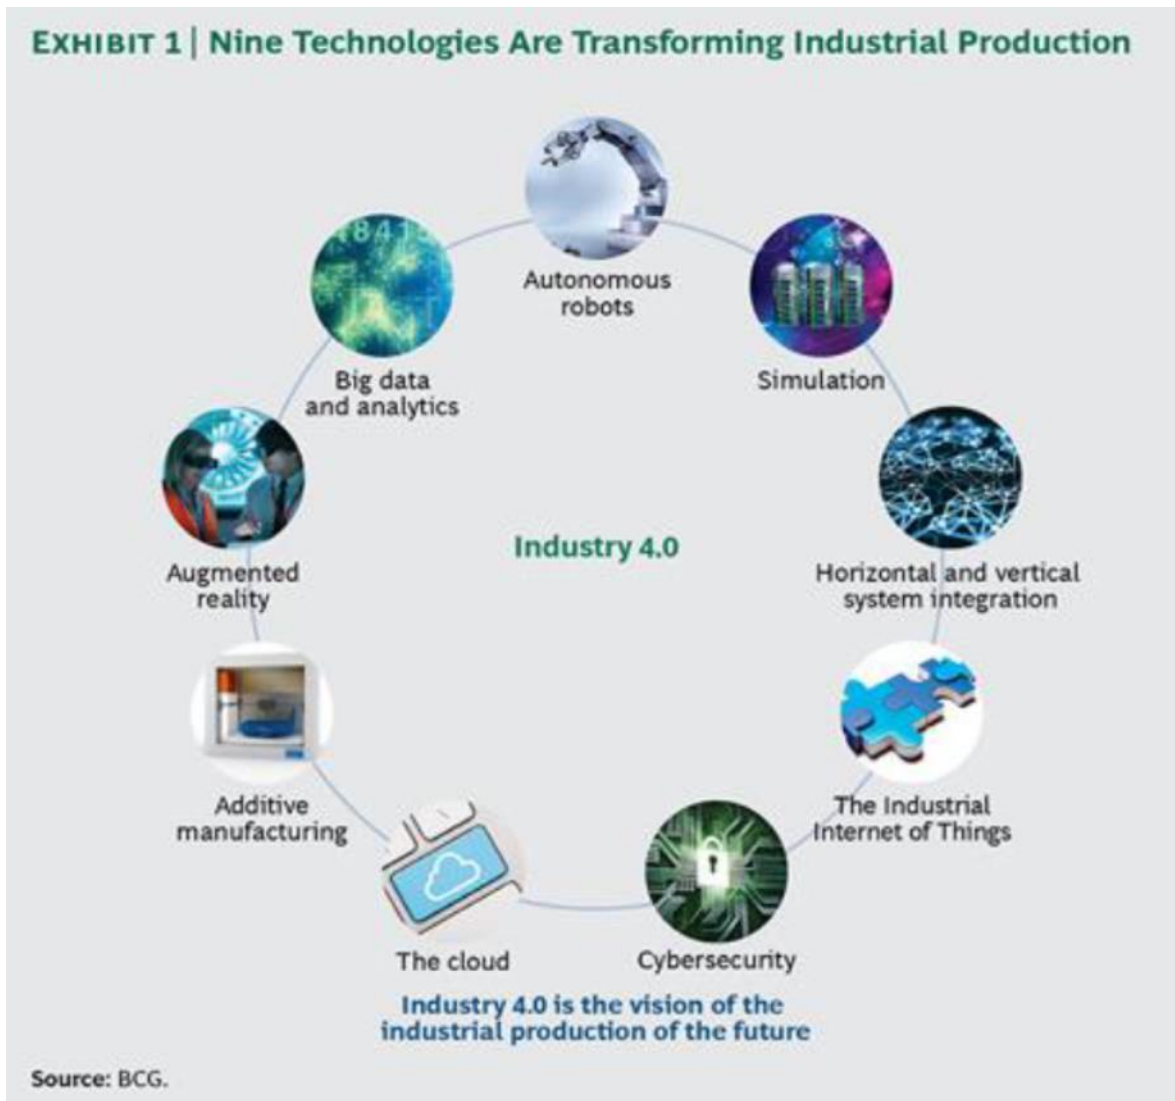 EXHIBIT 1 | Nine Technologies Are Transforming Industrial Production
Autonomous
robots
Big data
and analytics
Simulation
Augmented
reality
Industry 4.0
Horizontal and vertical
system integration
Additive
manufacturing
The Industrial
Internet of Things
The cloud
Cybersecurity
Industry 4.0 is the vision of the
industrial production of the future
Source: BCG.